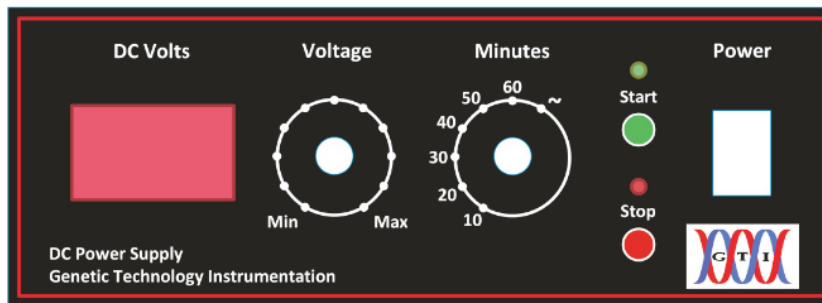 DC Volts
Voltage
Minutes
Power
60
~
50
40
30
20
10
Min
Max
Start
Stop
DC Power Supply
Genetic Technology Instrumentation
G T I